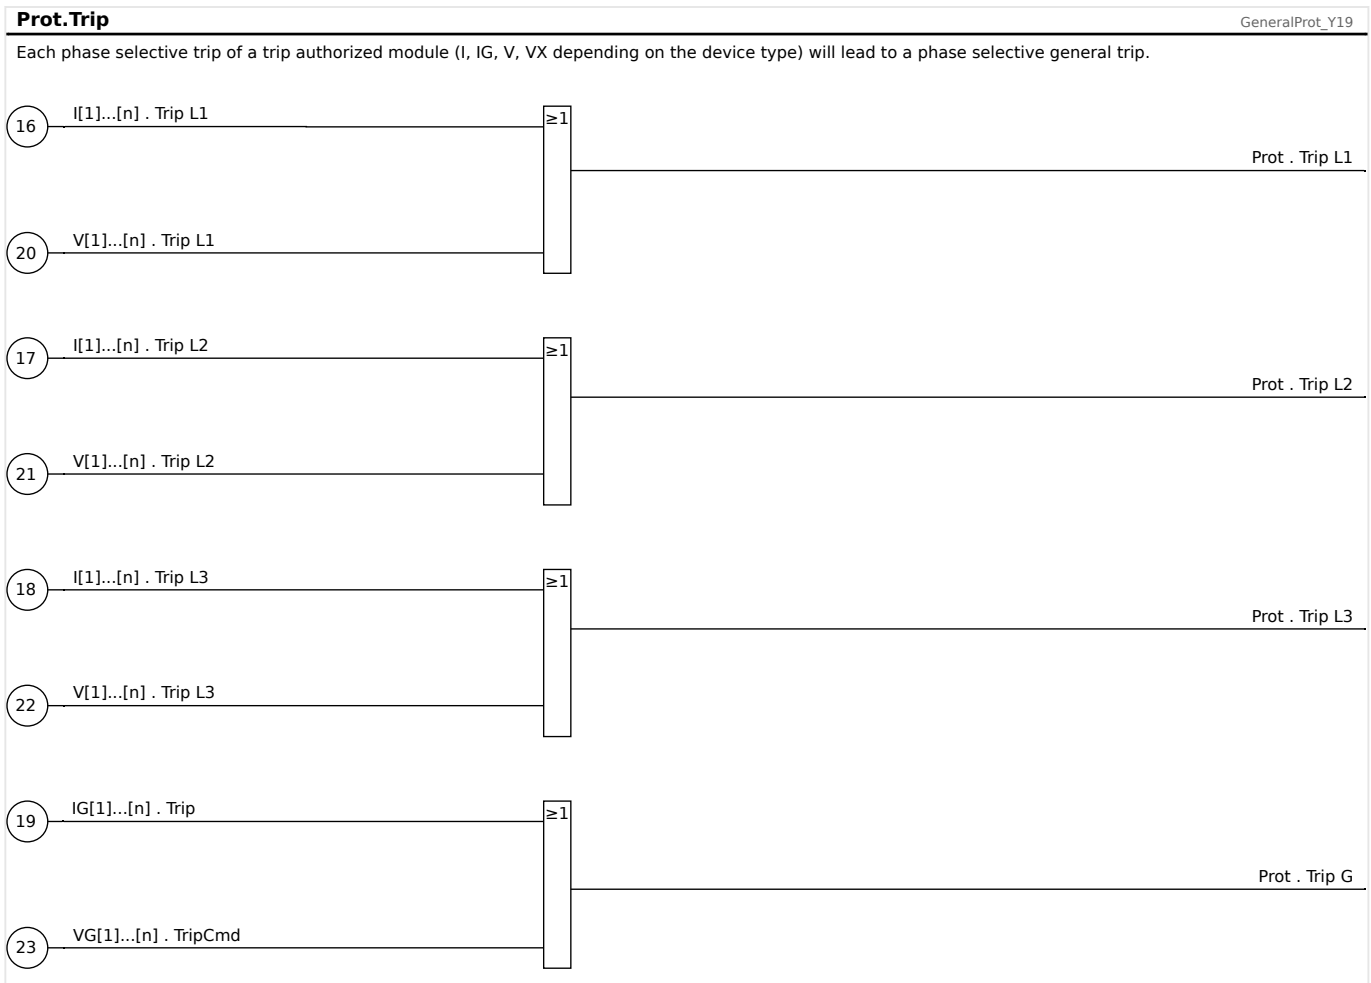 Prot.Trip
GeneralProt_Y19
Each phase selective trip of a trip authorized module (I, IG, V, VX depending on the device type) will lead to a phase selective general trip.
16
I[1]...[n] . Trip L1
≥1
Prot . Trip L1
20
V[1]...[n] . Trip L1
17
I[1]...[n] . Trip L2
≥1
Prot . Trip L2
21
V[1]...[n] . Trip L2
18
I[1]...[n] . Trip L3
≥1
Prot . Trip L3
22
V[1]...[n] . Trip L3
19
IG[1]...[n] . Trip
≥1
Prot . Trip G
23
VG[1]...[n] . TripCmd